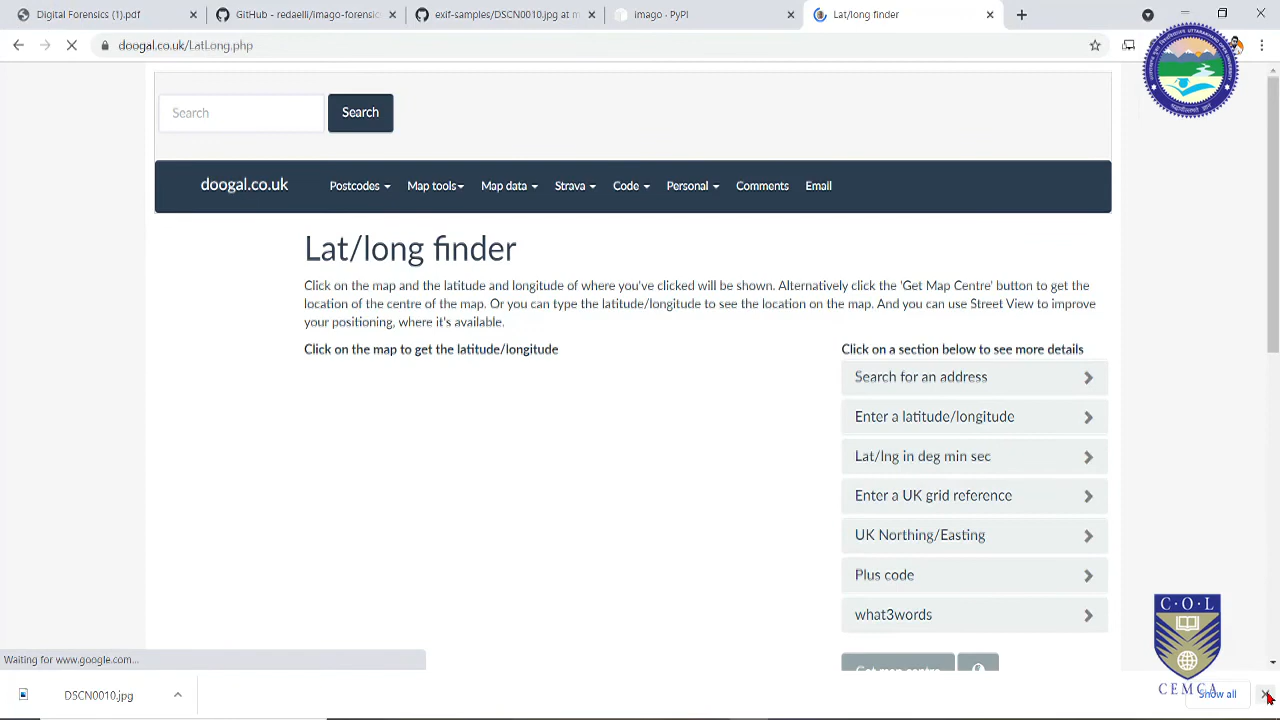 Digital Forensics (1).pdf
GitHub - redaelli/imago-forensic
exif-samples/DSCN0010.jpg at m
imago · PyPI
Lat/long finder
doogal.co.uk/LatLong.php
Search
Search
doogal.co.uk
Postcodes
Map tools
Map data
Strava
Code
Personal
Comments
Email
Lat/long finder
Click on the map and the latitude and longitude of where you've clicked will be shown. Alternatively click the 'Get Map Centre' button to get the
location of the centre of the map. Or you can type the latitude/longitude to see the location on the map. And you can use Street View to improve
your positioning, where it's available.
Click on the map to get the latitude/longitude
Click on a section below to see more details
Search for an address
Enter a latitude/longitude
Lat/lng in deg min sec
Enter a UK grid reference
UK Northing/Easting
Plus code
what3words
Get map centre
C·O·L
CEMCA
Waiting for www.google.com...
DSCN0010.jpg
Show all